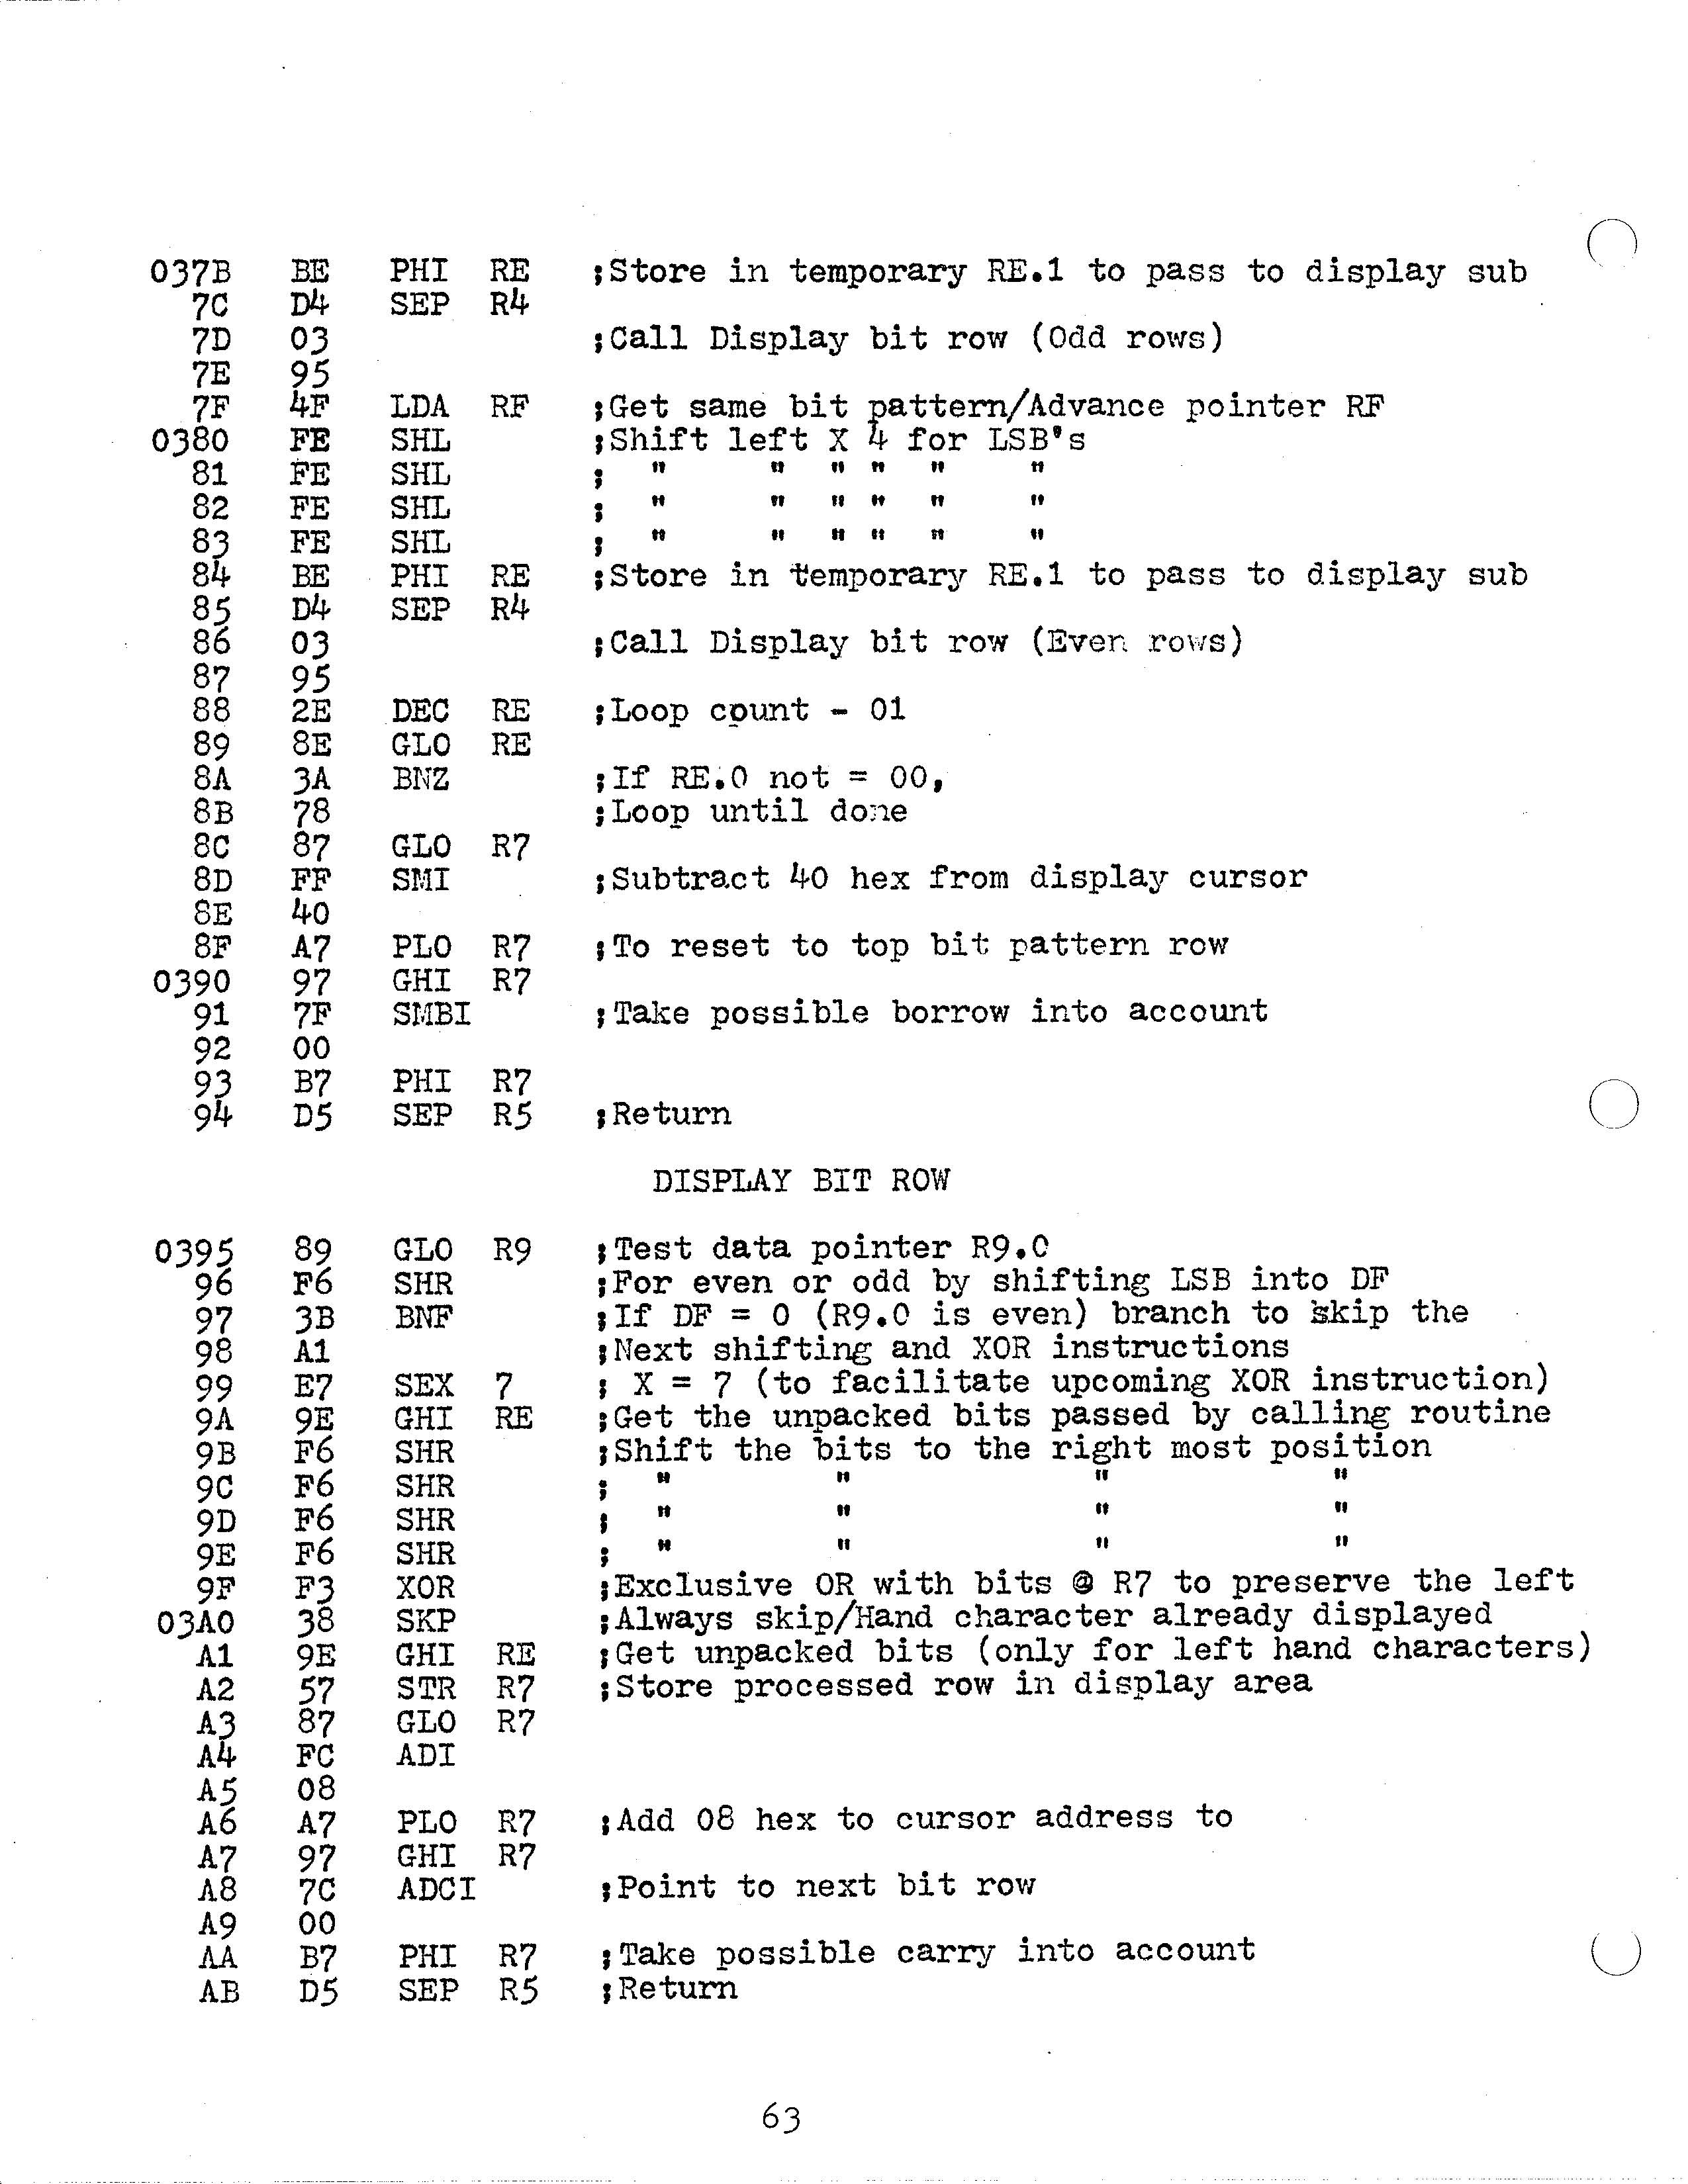 037B BE PHI RE ;Store in temporary RE.1 to pass to display sub
7C D4 SEP R4
7D 03 ;Call Display bit row (Odd rows)
7E 95
7F 4F LDA RF ;Get same bit pattern/Advance pointer RF
0380 FE SHL ;Shift left X 4 for LSB's
81 FE SHL ; " " " " " "
82 FE SHL ; " " " " " "
83 FE SHL ; " " " " " "
84 BE PHI RE ;Store in temporary RE.1 to pass to display sub
85 D4 SEP R4
86 03 ;Call Display bit row (Even rows)
87 95
88 2E DEC RE ;Loop count - 01
89 8E GLO RE
8A 3A BNZ ;If RE.0 not = 00,
8B 78 ;Loop until done
8C 87 GLO R7
8D FF SMI ;Subtract 40 hex from display cursor
8E 40
8F A7 PLO R7 ;To reset to top bit pattern row
0390 97 GHI R7
91 7F SMBI ;Take possible borrow into account
92 00
93 B7 PHI R7
94 D5 SEP R5 ;Return
DISPLAY BIT ROW
0395 89 GLO R9 ;Test data pointer R9.0
96 F6 SHR ;For even or odd by shifting LSB into DF
97 3B BNF ;If DF = 0 (R9.0 is even) branch to skip the
98 A1 ;Next shifting and XOR instructions
99 E7 SEX 7 ; X = 7 (to facilitate upcoming XOR instruction)
9A 9E GHI RE ;Get the unpacked bits passed by calling routine
9B F6 SHR ;Shift the bits to the right most position
9C F6 SHR ; " " " "
9D F6 SHR ; " " " "
9E F6 SHR ; " " " "
9F F3 XOR ;Exclusive OR with bits @ R7 to preserve the left
03A0 38 SKP ;Always skip/Hand character already displayed
A1 9E GHI RE ;Get unpacked bits (only for left hand characters)
A2 57 STR R7 ;Store processed row in display area
A3 87 GLO R7
A4 FC ADI
A5 08
A6 A7 PLO R7 ;Add 08 hex to cursor address to
A7 97 GHI R7
A8 7C ADCI ;Point to next bit row
A9 00
AA B7 PHI R7 ;Take possible carry into account
AB D5 SEP R5 ;Return
63